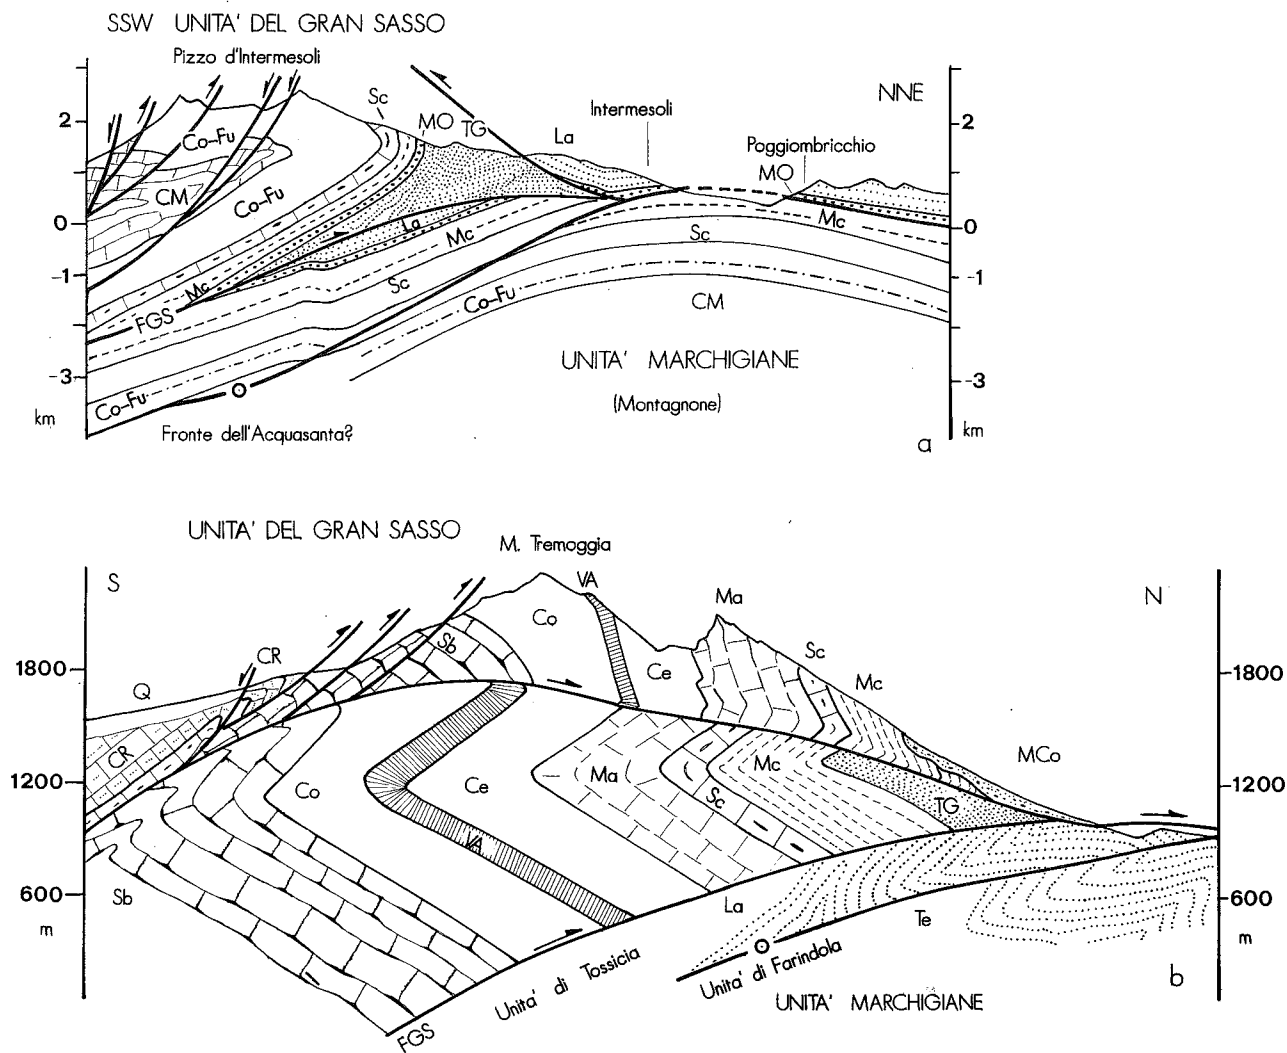 SSW UNITA' DEL GRAN SASSO
Pizzo d'Intermesoli
NNE
Sc
MO TG
La
Intermesoli
Poggiombricchio
MO
2
2
Co-Fu
CM
Co-Fu
0
0
La
Mc
Mc
Sc
-1
-1
Mc
Sc
Co-Fu
CM
FGS
UNITA' MARCHIGIANE
-3
-3
(Montagnone)
Co-Fu
km
km
Fronte dell'Acquasanta?
a
UNITA' DEL GRAN SASSO
M. Tremoggia
S
N
VA
Co
Ma
Sb
CR
Sc
1800
1800
Q
Ce
Mc
CR
MCo
1200
1200
Co
Ce
Ma
Mc
Sc
TG
VA
Sb
600
600
La
Te
m
m
Unita' di Tossicia
Unita' di Farindola
b
UNITA' MARCHIGIANE
FGS